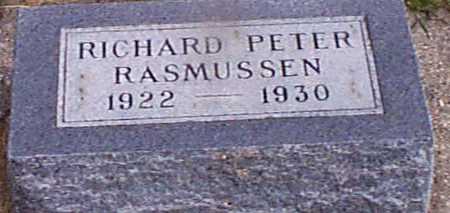 RICHARD PETER
RASMUSSEN
1922 — 1930